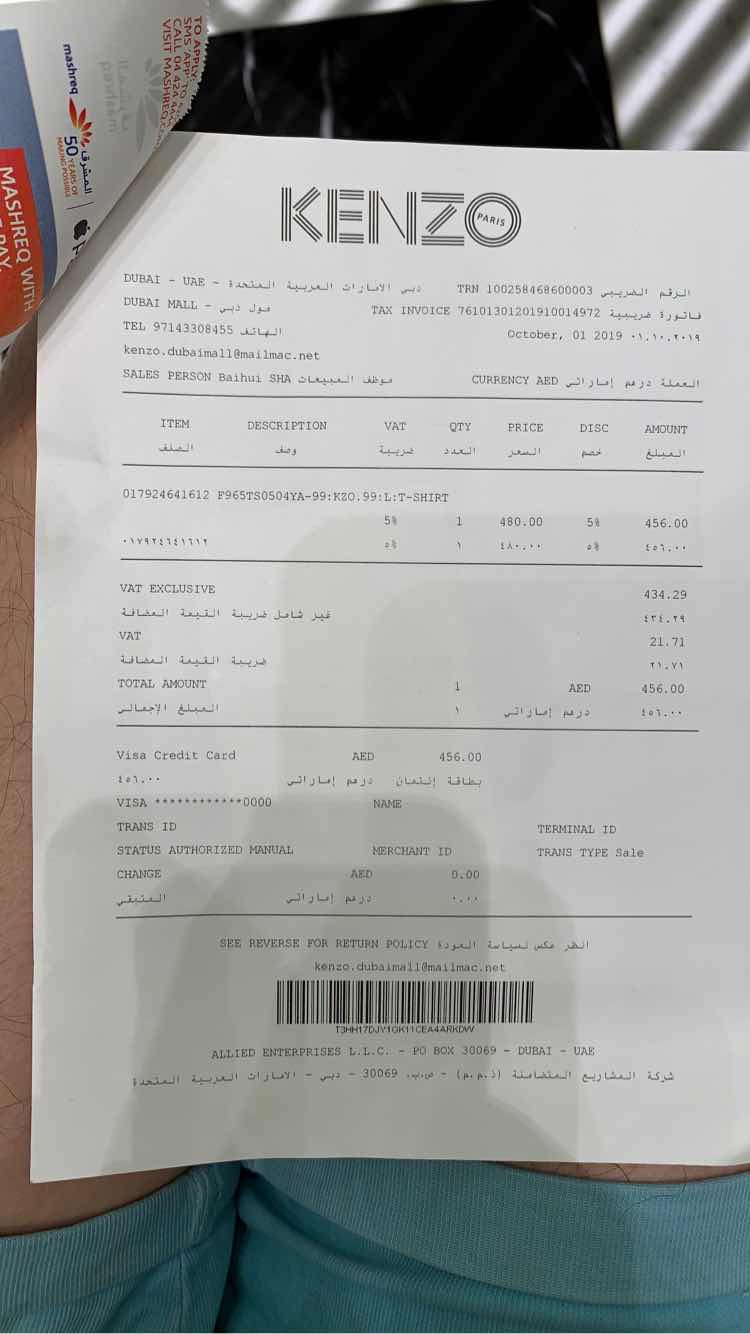 TO APPLY:
SMS 'APP' TO
CALL 04 424 444
VISIT MASHREQ.CO
mashreq
المشرق
50 YEARS OF
MAKING POSSIBLE
MASHREQ WITH
PAY.
KENZO
PARIS
DUBAI - UAE - دبي الامارات العربية المتحدة TRN 100258468600003 الرقم الضريبي
DUBAI MALL - مول دبي TAX INVOICE 76101301201910014972 فاتورة ضريبية
TEL 97143308455 الهاتف October, 01 2019 ٠١.١٠.٢٠١٩
kenzo.dubaimall@mailmac.net
SALES PERSON Baihui SHA موظف المبيعات CURRENCY AED العملة درهم إماراتي
ITEM DESCRIPTION VAT QTY PRICE DISC AMOUNT
الصنف وصف ضريبة العدد السعر خصم المبلغ
017924641612 F965TS0504YA-99:KZO.99:L:T-SHIRT
5% 1 480.00 5% 456.00
٠١٧٩٢٤٦٤١٦١٢ ٥% ١ ٤٨٠.٠٠ ٥% ٤٥٦.٠٠
VAT EXCLUSIVE 434.29
غير شامل ضريبة القيمة المضافة ٤٣٤.٢٩
VAT 21.71
ضريبة القيمة المضافة ٢١.٧١
TOTAL AMOUNT 1 AED 456.00
المبلغ الإجمالي ١ درهم إماراتي ٤٥٦.٠٠
Visa Credit Card AED 456.00
٤٥٦.٠٠ درهم إماراتي بطاقة إئتمان
VISA ************0000 NAME
TRANS ID TERMINAL ID
STATUS AUTHORIZED MANUAL MERCHANT ID TRANS TYPE Sale
CHANGE AED 0.00
المتبقي درهم إماراتي ٠.٠٠
SEE REVERSE FOR RETURN POLICY انظر عكس لسياسة العودة
kenzo.dubaimall@mailmac.net
T3HH17DJY1GK11CEA4ARKDW
ALLIED ENTERPRISES L.L.C. - PO BOX 30069 - DUBAI - UAE
شركة المشاريع المتضامنة (ذ.م.م) - ص.ب. 30069 - دبي - الامارات العربية المتحدة